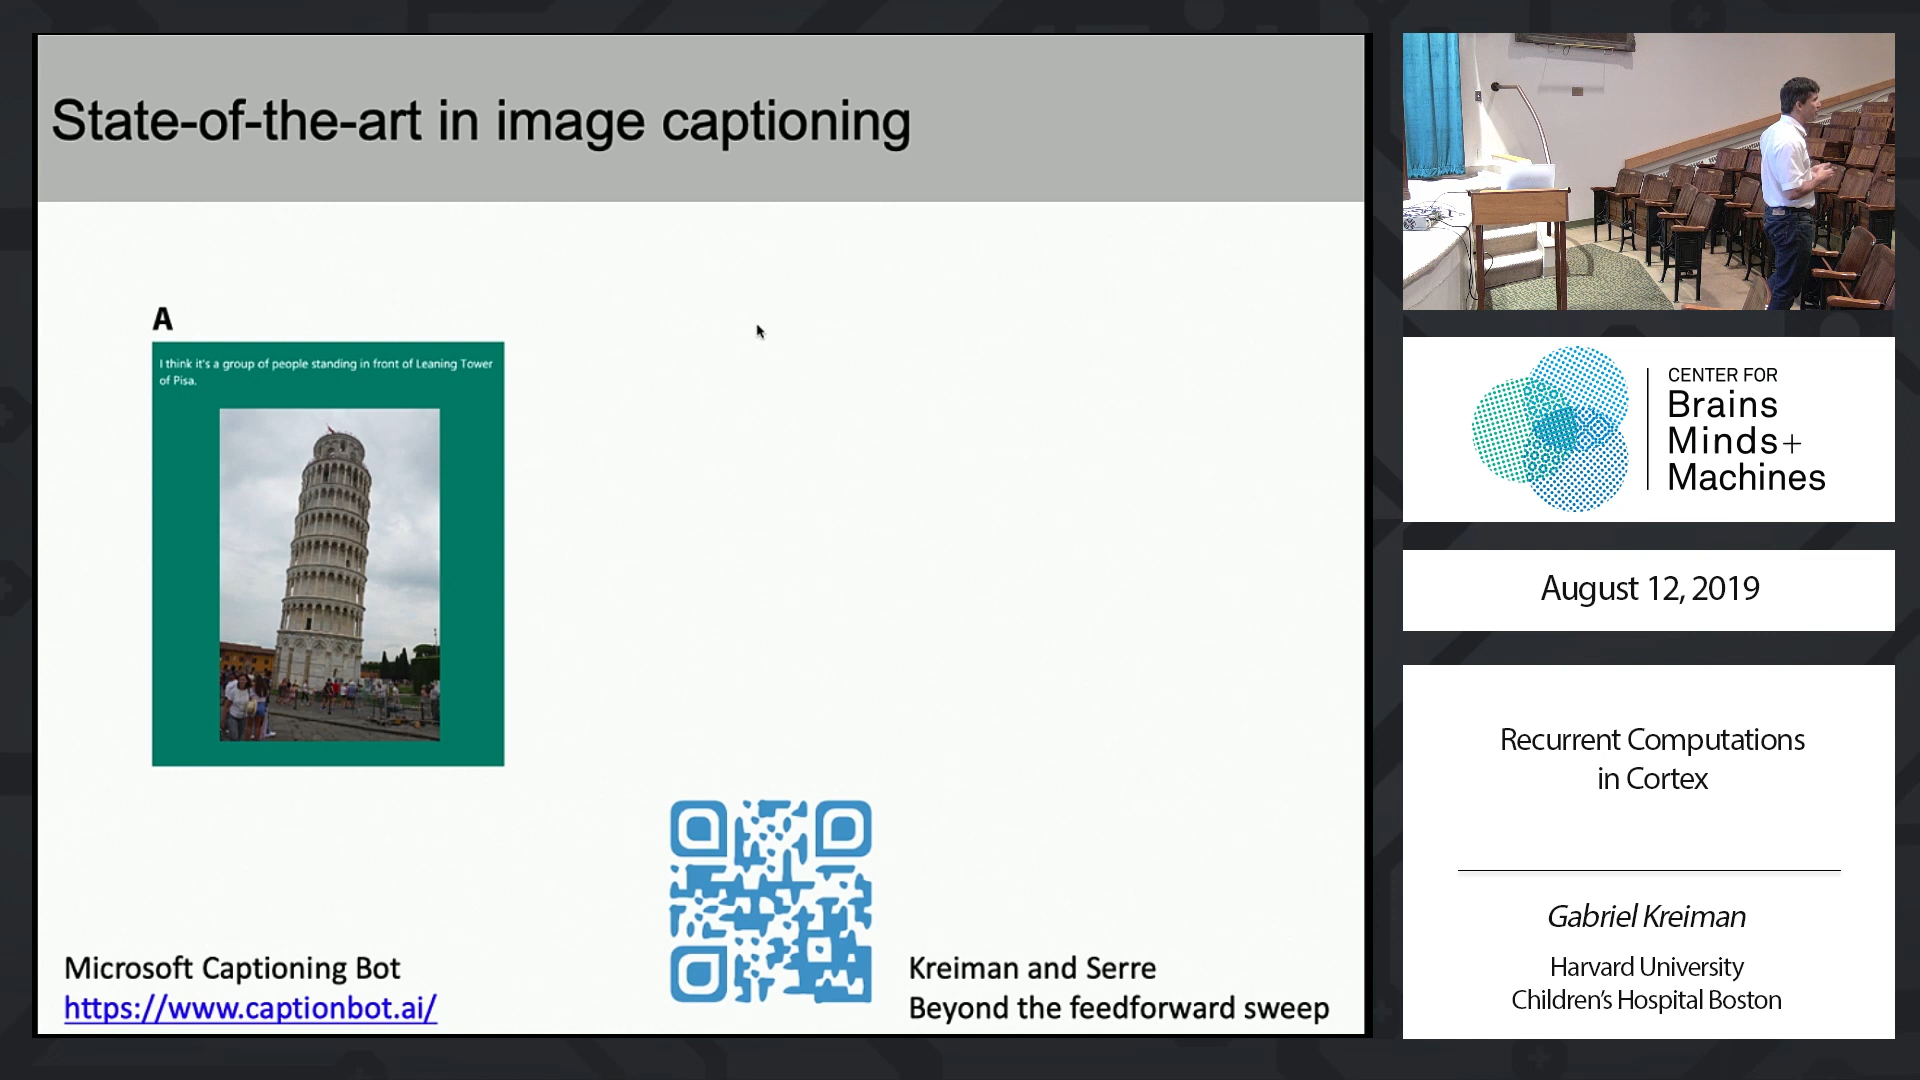 State-of-the-art in image captioning
A
I think it's a group of people standing in front of Leaning Tower
of Pisa.
Microsoft Captioning Bot
https://www.captionbot.ai/
Kreiman and Serre
Beyond the feedforward sweep
CENTER FOR
Brains
Minds+
Machines
August 12, 2019
Recurrent Computations
in Cortex
Gabriel Kreiman
Harvard University
Children's Hospital Boston